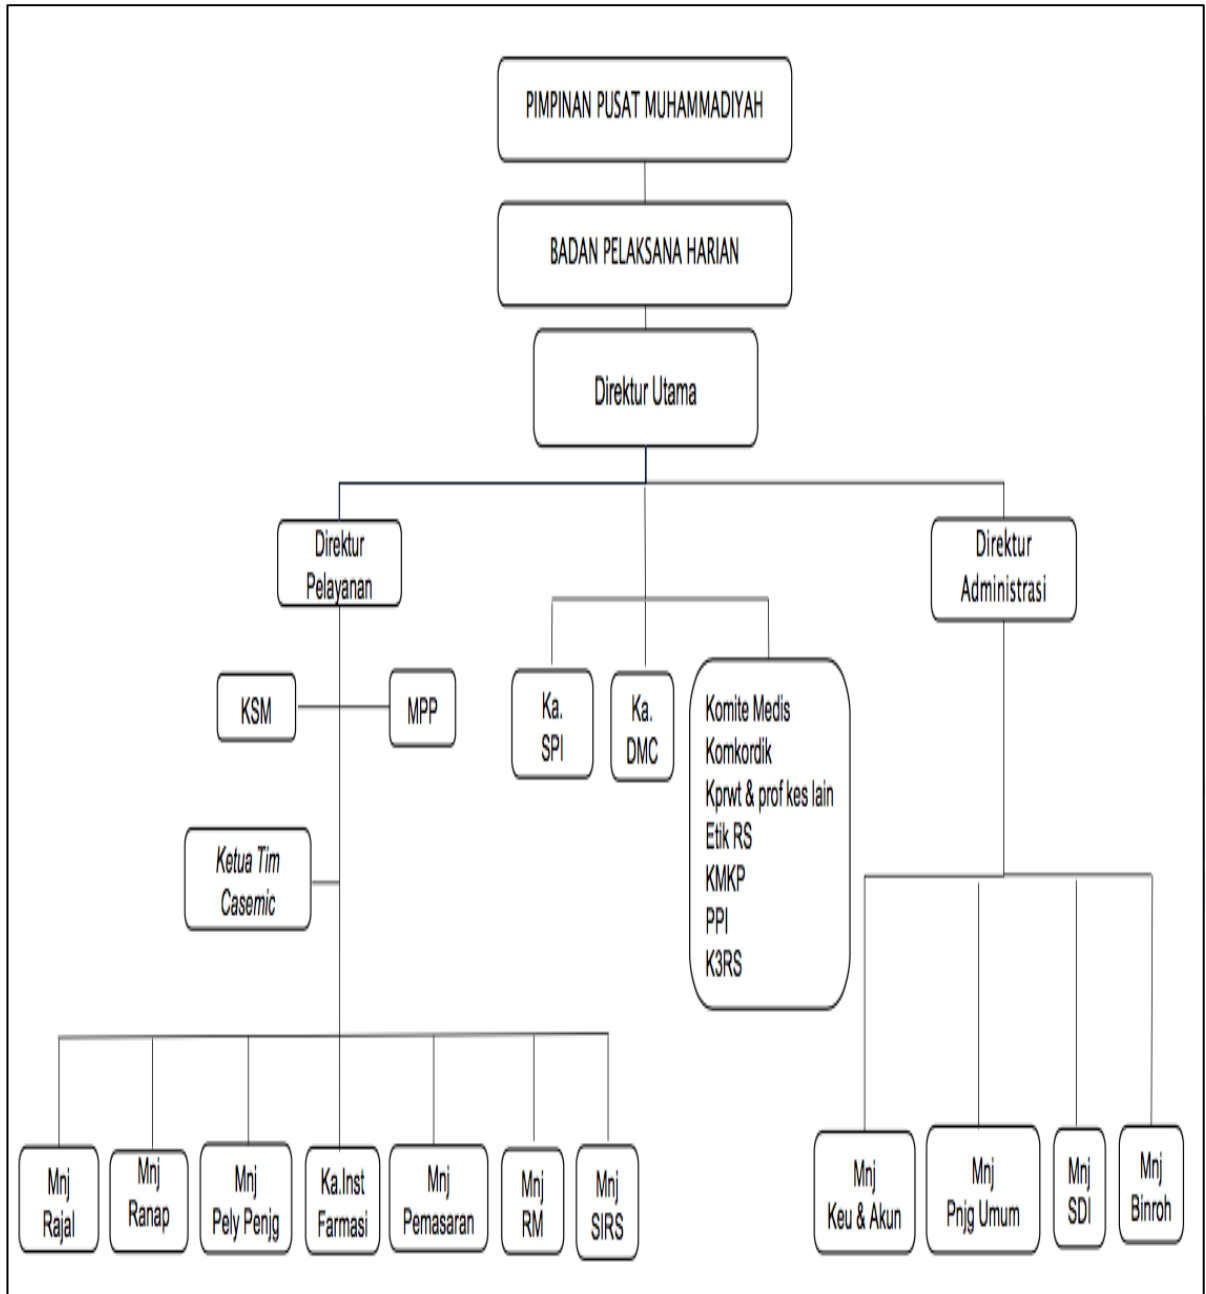 PIMPINAN PUSAT MUHAMMADIYAH
BADAN PELAKSANA HARIAN
Direktur Utama
Direktur
Pelayanan
Direktur
Administrasi
KSM
MPP
Ka.
SPI
Ka.
DMC
Komite Medis
Komkordik
Kprwt & prof kes lain
Etik RS
KMKP
PPI
K3RS
Ketua Tim
Casemic
Mnj
Rajal
Mnj
Ranap
Mnj
Pely Penjg
Ka.Inst
Farmasi
Mnj
Pemasaran
Mnj
RM
Mnj
SIRS
Mnj
Keu & Akun
Mnj
Pnjg Umum
Mnj
SDI
Mnj
Binroh